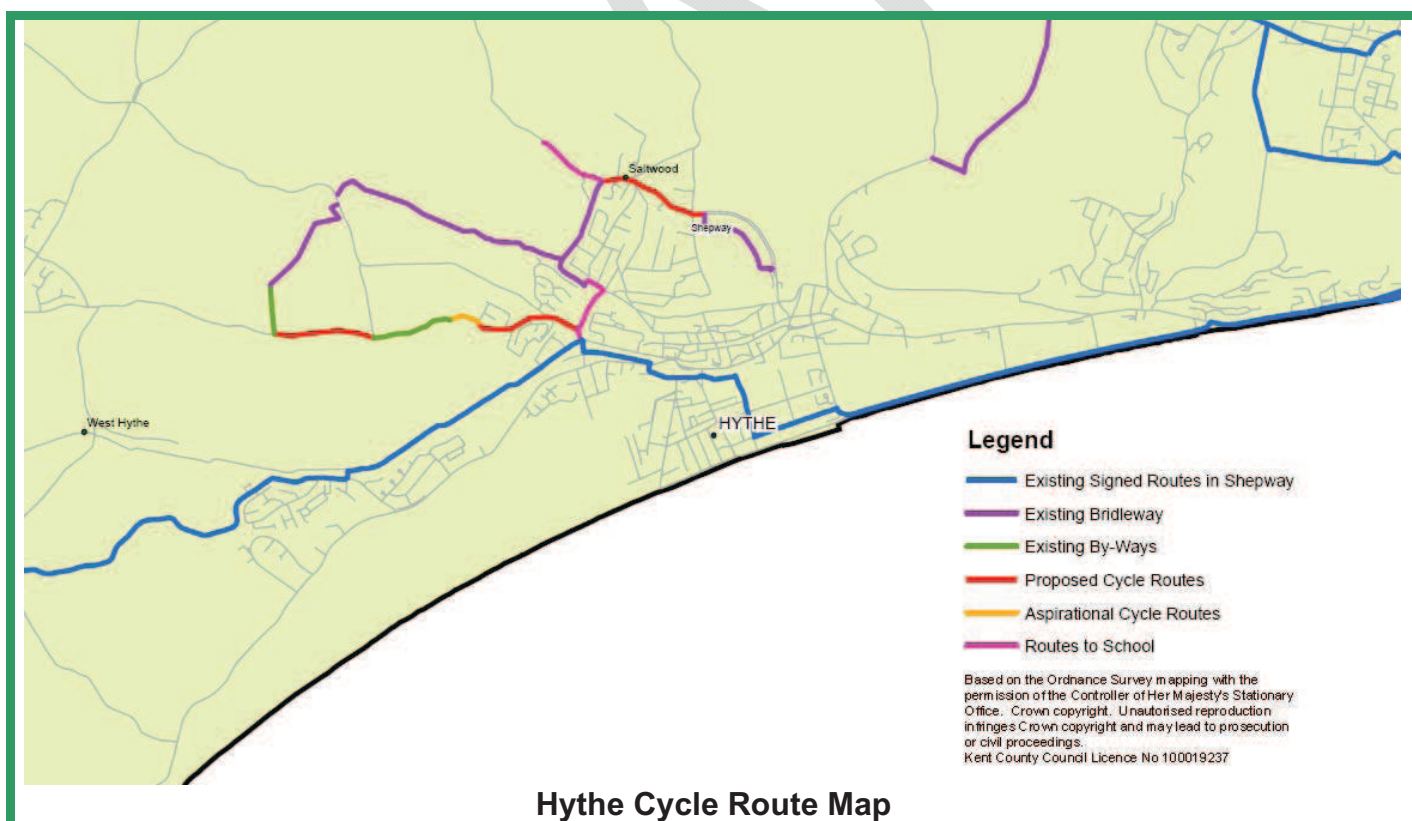 Saltwood
Shepway
West Hythe
HYTHE
Legend
Existing Signed Routes in Shepway
Existing Bridleway
Existing By-Ways
Proposed Cycle Routes
Aspirational Cycle Routes
Routes to School
Based on the Ordnance Survey mapping with the
permission of the Controller of Her Majesty's Stationary
Office. Crown copyright. Unautorised reproduction
infringes Crown copyright and may lead to prosecution
or civil proceedings.
Kent County Council Licence No 100019237
Hythe Cycle Route Map